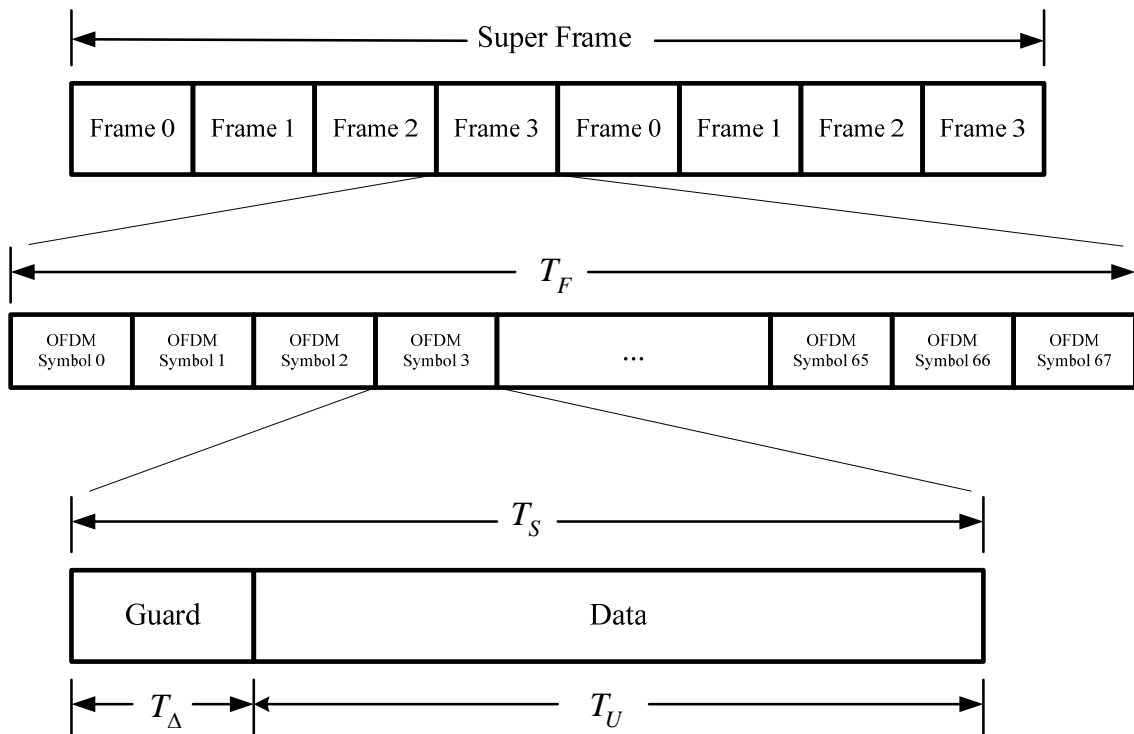 Super Frame
Frame 0 Frame 1 Frame 2 Frame 3 Frame 0 Frame 1 Frame 2 Frame 3
T_F
OFDM Symbol 0 OFDM Symbol 1 OFDM Symbol 2 OFDM Symbol 3 ... OFDM Symbol 65 OFDM Symbol 66 OFDM Symbol 67
T_S
Guard Data
T_Δ T_U